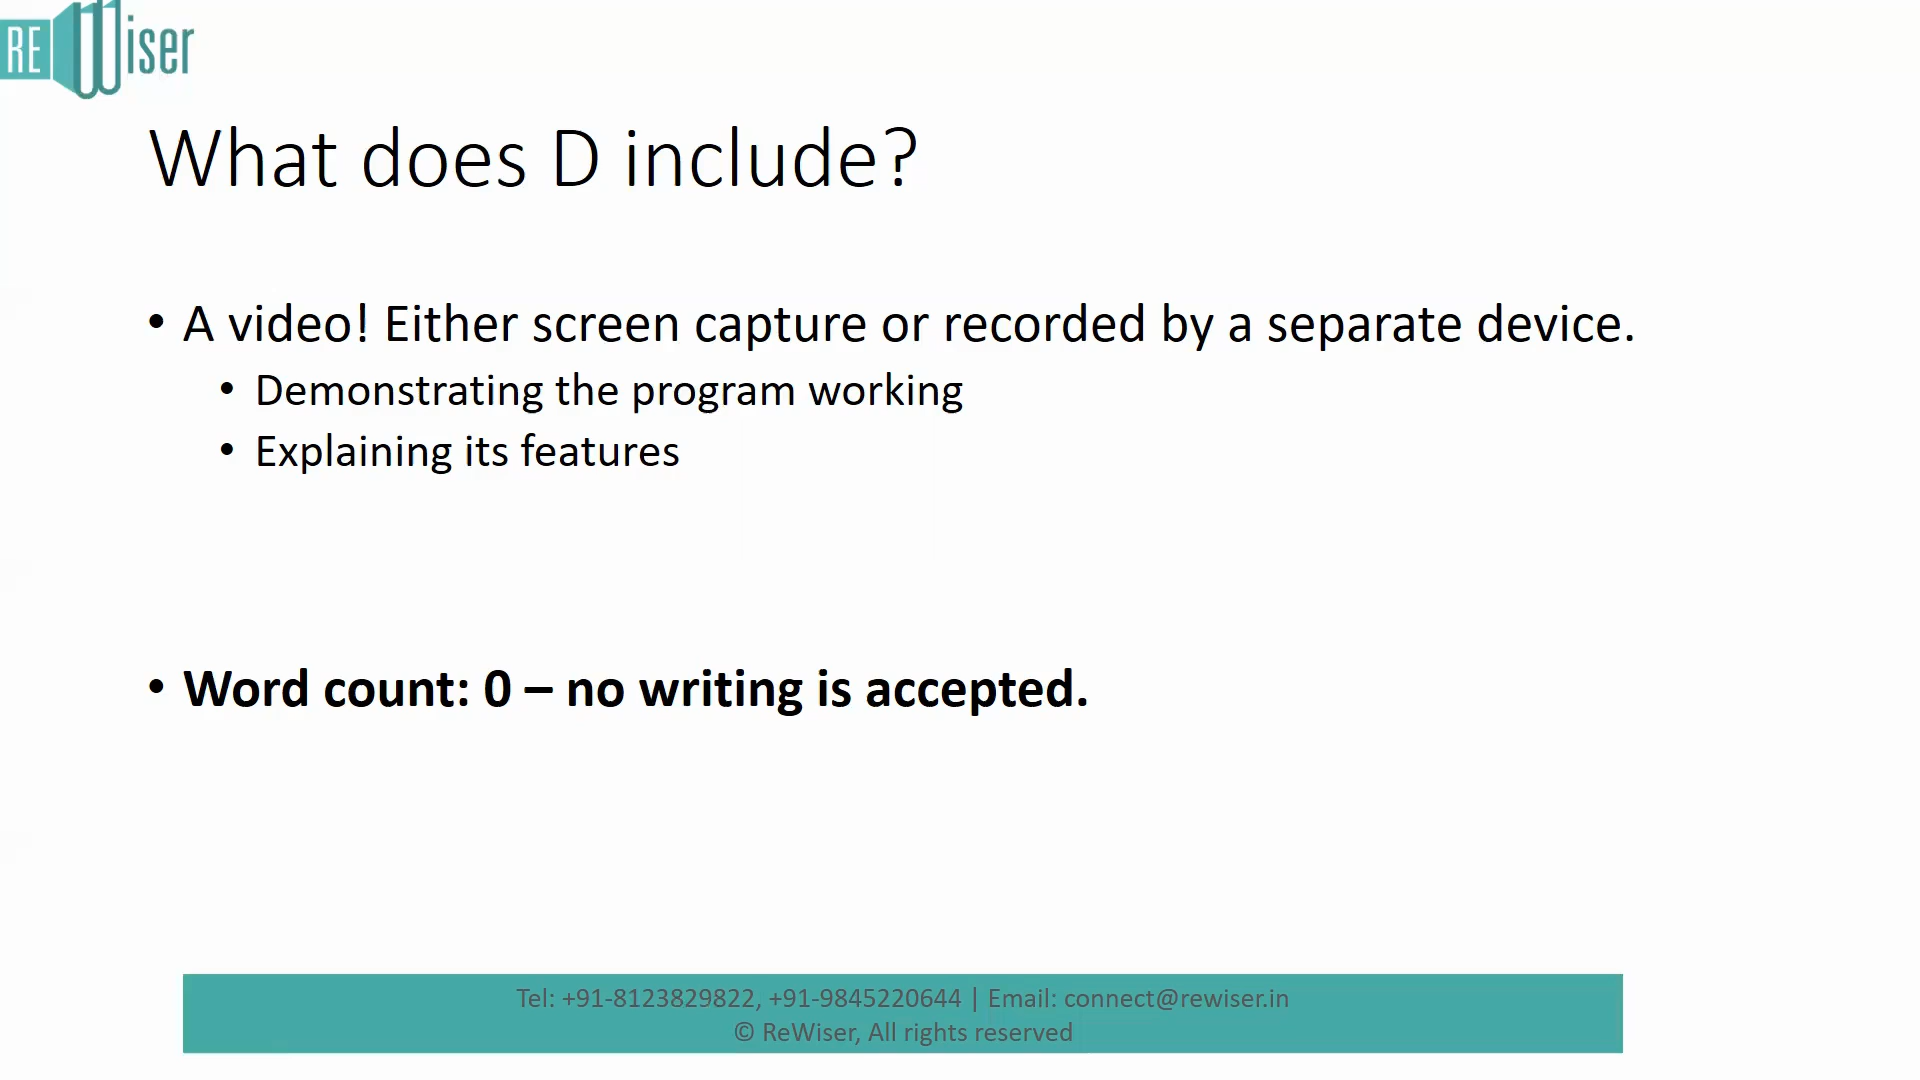 REWiser
What does D include?
• A video! Either screen capture or recorded by a separate device.
• Demonstrating the program working
• Explaining its features
• Word count: 0 – no writing is accepted.
Tel: +91-8123829822, +91-9845220644 | Email: connect@rewiser.in
© ReWiser, All rights reserved